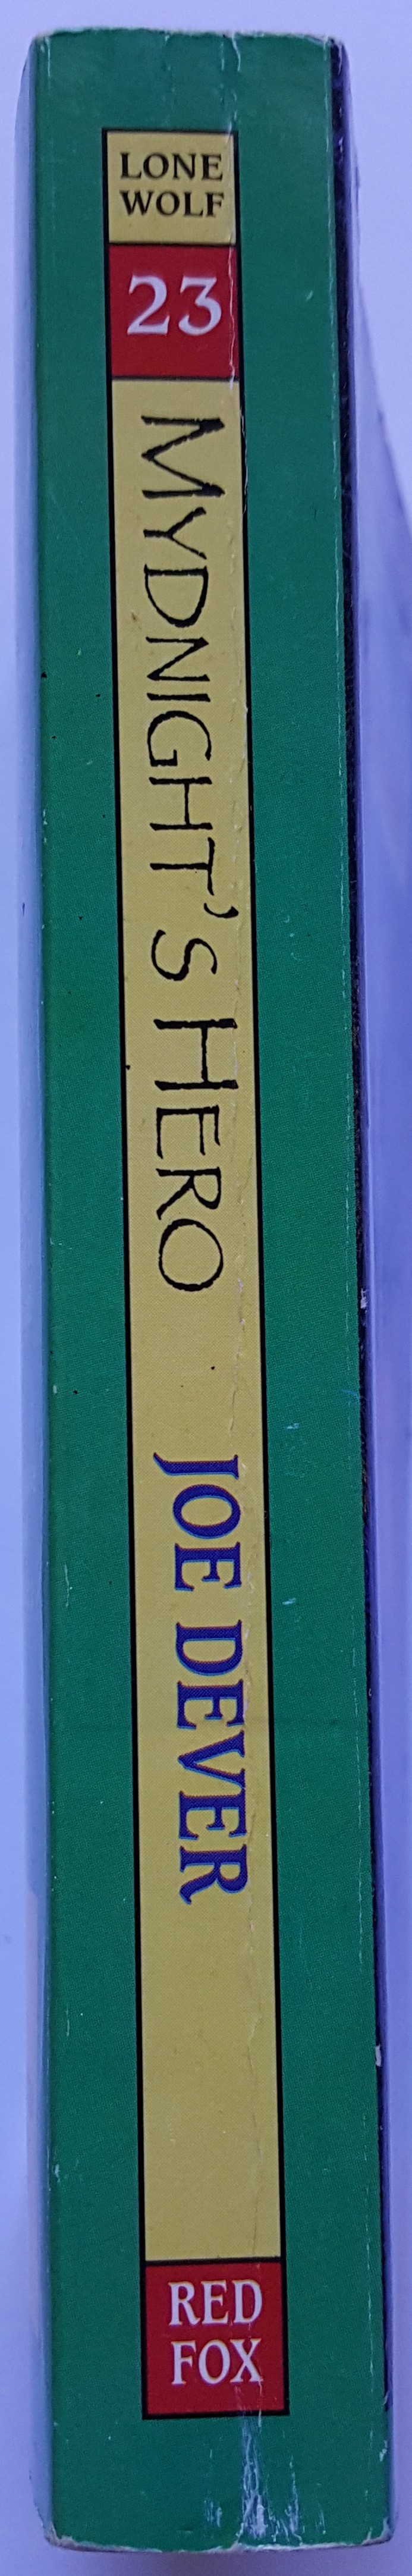 LONE
WOLF
23
MYDNIGHT'S HERO
JOE DEVER
RED
FOX